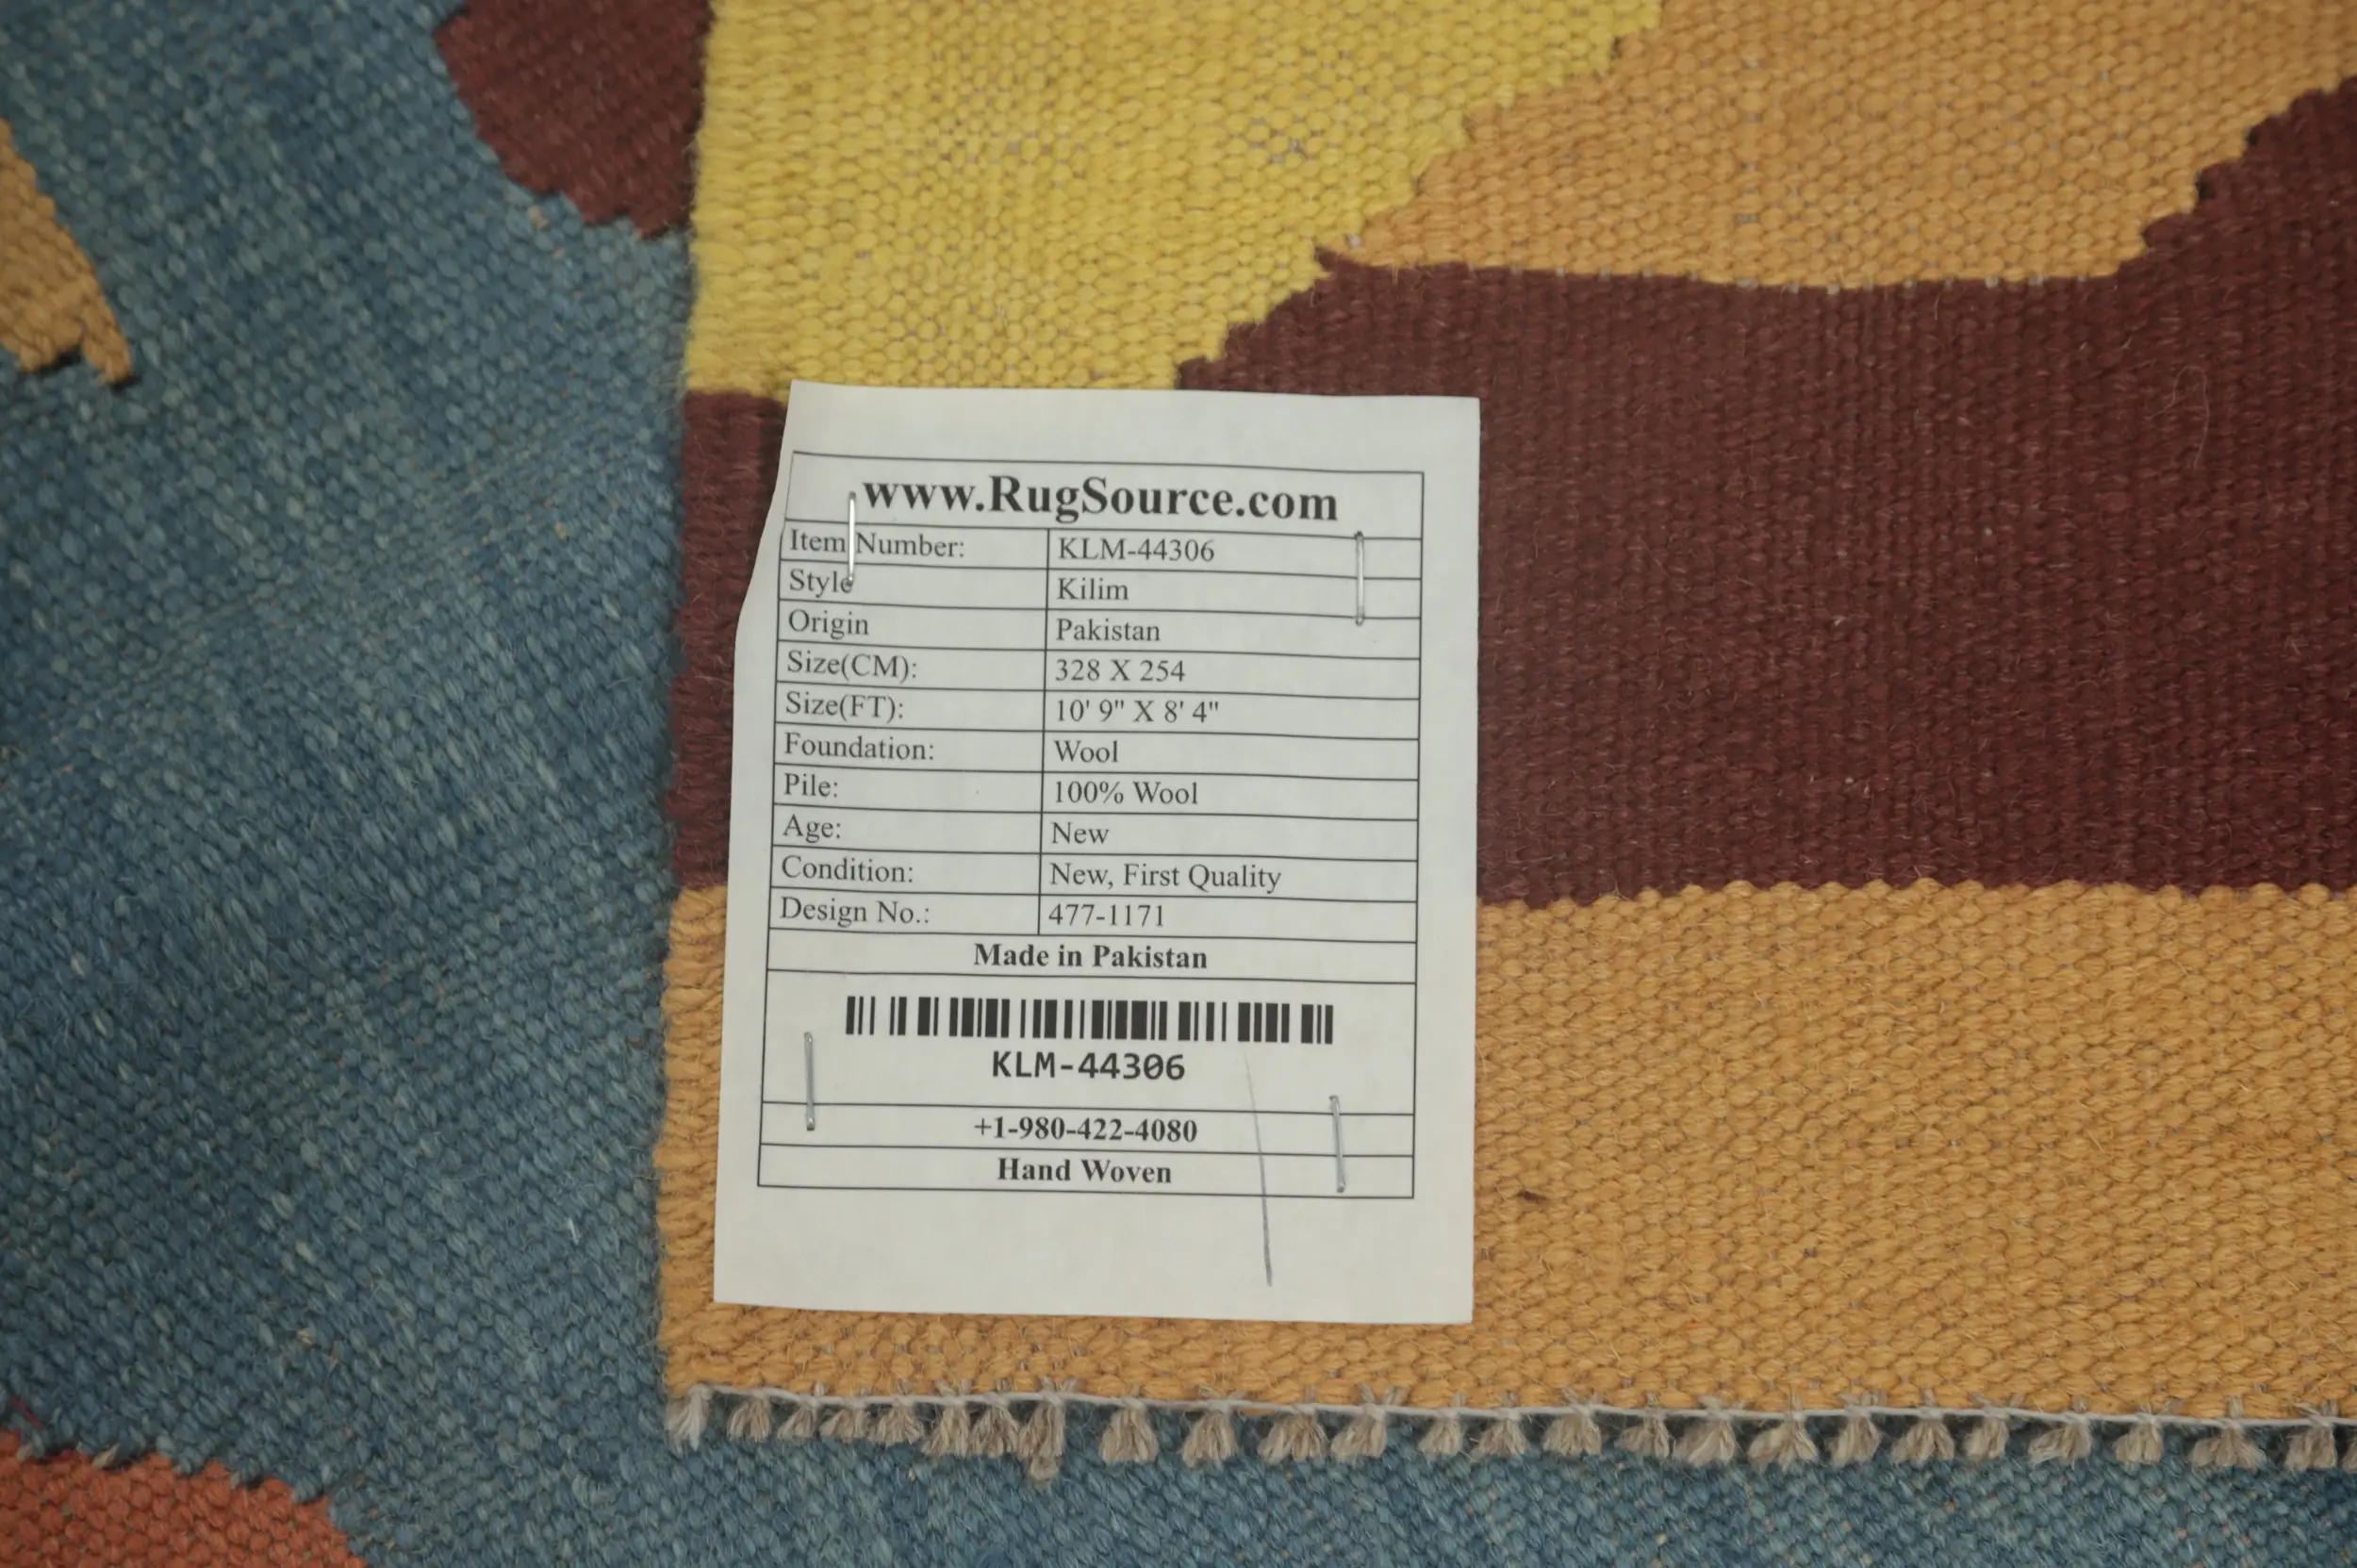 www.RugSource.com
Item Number: KLM-44306
Style Kilim
Origin Pakistan
Size(CM): 328 X 254
Size(FT): 10' 9" X 8' 4"
Foundation: Wool
Pile: 100% Wool
Age: New
Condition: New, First Quality
Design No.: 477-1171
Made in Pakistan
KLM-44306
+1-980-422-4080
Hand Woven